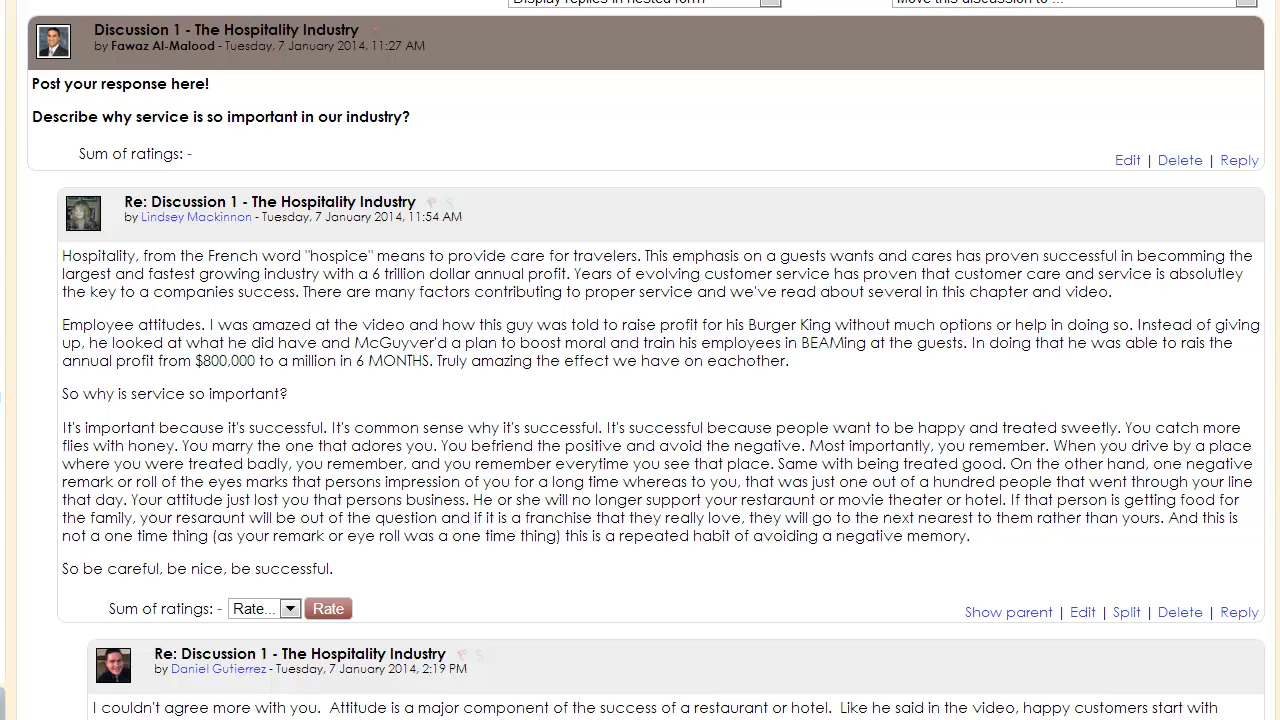 Display replies in nested form
Move this discussion to ...
Discussion 1 - The Hospitality Industry
by Fawaz Al-Malood - Tuesday, 7 January 2014, 11:27 AM
Post your response here!
Describe why service is so important in our industry?
Sum of ratings: -
Edit | Delete | Reply
Re: Discussion 1 - The Hospitality Industry
by Lindsey Mackinnon - Tuesday, 7 January 2014, 11:54 AM
Hospitality, from the French word "hospice" means to provide care for travelers. This emphasis on a guests wants and cares has proven successful in becomming the
largest and fastest growing industry with a 6 trillion dollar annual profit. Years of evolving customer service has proven that customer care and service is absolutley
the key to a companies success. There are many factors contributing to proper service and we've read about several in this chapter and video.
Employee attitudes. I was amazed at the video and how this guy was told to raise profit for his Burger King without much options or help in doing so. Instead of giving
up, he looked at what he did have and McGuyver'd a plan to boost moral and train his employees in BEAMing at the guests. In doing that he was able to rais the
annual profit from $800,000 to a million in 6 MONTHS. Truly amazing the effect we have on eachother.
So why is service so important?
It's important because it's successful. It's common sense why it's successful. It's successful because people want to be happy and treated sweetly. You catch more
flies with honey. You marry the one that adores you. You befriend the positive and avoid the negative. Most importantly, you remember. When you drive by a place
where you were treated badly, you remember, and you remember everytime you see that place. Same with being treated good. On the other hand, one negative
remark or roll of the eyes marks that persons impression of you for a long time whereas to you, that was just one out of a hundred people that went through your line
that day. Your attitude just lost you that persons business. He or she will no longer support your restaraunt or movie theater or hotel. If that person is getting food for
the family, your resaraunt will be out of the question and if it is a franchise that they really love, they will go to the next nearest to them rather than yours. And this is
not a one time thing (as your remark or eye roll was a one time thing) this is a repeated habit of avoiding a negative memory.
So be careful, be nice, be successful.
Sum of ratings: - Rate... Rate
Show parent | Edit | Split | Delete | Reply
Re: Discussion 1 - The Hospitality Industry
by Daniel Gutierrez - Tuesday, 7 January 2014, 2:19 PM
I couldn't agree more with you. Attitude is a major component of the success of a restaurant or hotel. Like he said in the video, happy customers start with